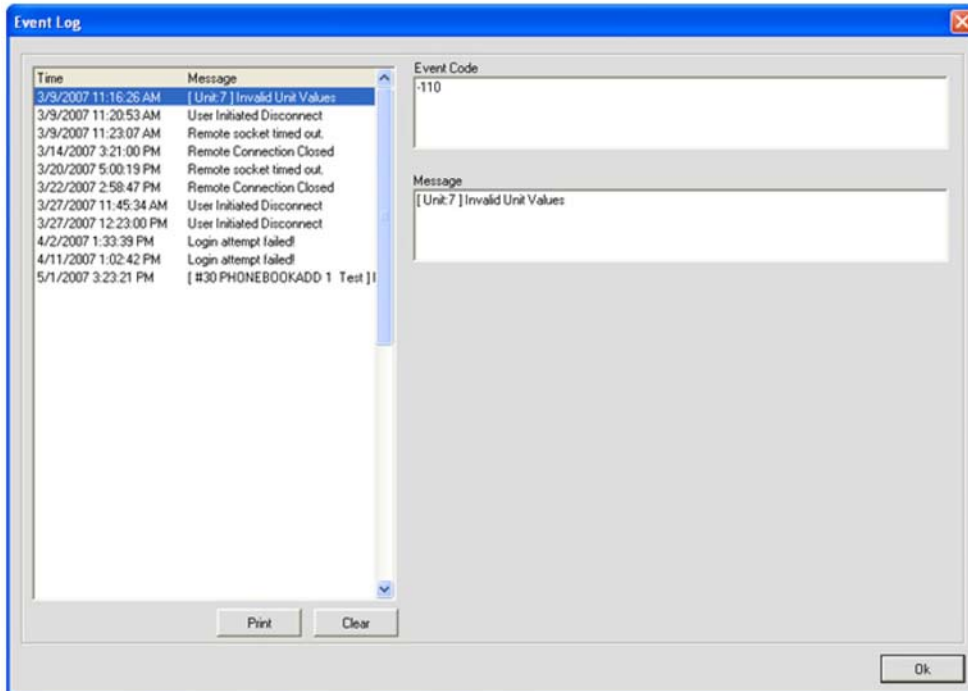 Event Log
Time Message
3/9/2007 11:16:26 AM [ Unit:7 ] Invalid Unit Values
3/9/2007 11:20:53 AM User Initiated Disconnect
3/9/2007 11:23:07 AM Remote socket timed out.
3/14/2007 3:21:00 PM Remote Connection Closed
3/20/2007 5:00:19 PM Remote socket timed out.
3/22/2007 2:58:47 PM Remote Connection Closed
3/27/2007 11:45:34 AM User Initiated Disconnect
3/27/2007 12:23:00 PM User Initiated Disconnect
4/2/2007 1:33:39 PM Login attempt failed!
4/11/2007 1:02:42 PM Login attempt failed!
5/1/2007 3:23:21 PM [ #30 PHONEBOOKADD 1 Test ] I
Print Clear
Event Code
-110
Message
[ Unit:7 ] Invalid Unit Values
Ok